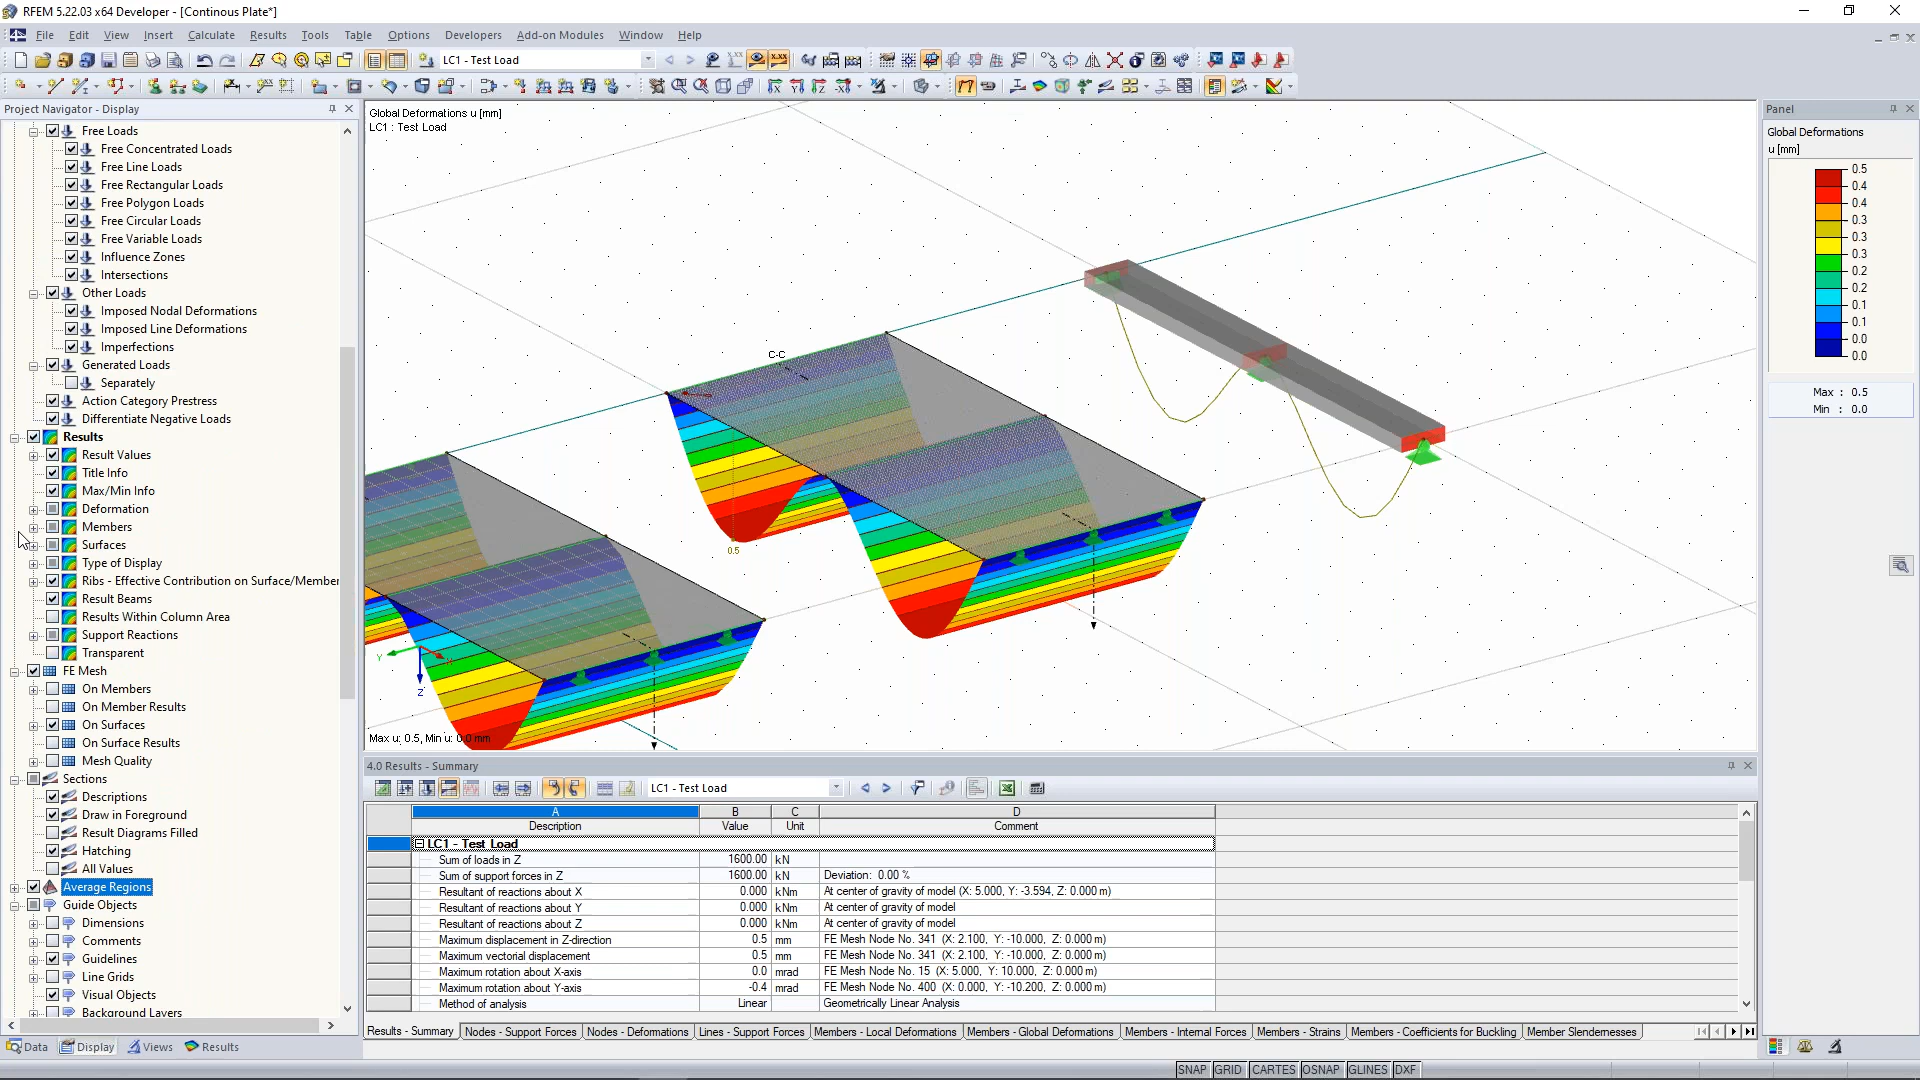 RFEM 5.22.03 x64 Developer - [Continous Plate*]
File Edit View Insert Calculate Results Tools Table Options Developers Add-on Modules Window Help
LC1 - Test Load
Project Navigator - Display
Free Loads
Free Concentrated Loads
Free Line Loads
Free Rectangular Loads
Free Polygon Loads
Free Circular Loads
Free Variable Loads
Influence Zones
Intersections
Other Loads
Imposed Nodal Deformations
Imposed Line Deformations
Imperfections
Generated Loads
Separately
Action Category Prestress
Differentiate Negative Loads
Results
Result Values
Title Info
Max/Min Info
Deformation
Members
Surfaces
Type of Display
Ribs - Effective Contribution on Surface/Member
Result Beams
Results Within Column Area
Support Reactions
Transparent
FE Mesh
On Members
On Member Results
On Surfaces
On Surface Results
Mesh Quality
Sections
Descriptions
Draw in Foreground
Result Diagrams Filled
Hatching
All Values
Average Regions
Guide Objects
Dimensions
Comments
Guidelines
Line Grids
Visual Objects
Background Layers
Data Display Views Results
Global Deformations u [mm]
LC1 : Test Load
C-C
0.5
Y
X
Z
Max u: 0.5, Min u: 0.0 mm
Panel
Global Deformations
u [mm]
0.5
0.4
0.4
0.3
0.3
0.3
0.2
0.2
0.1
0.1
0.0
0.0
Max : 0.5
Min : 0.0
4.0 Results - Summary
LC1 - Test Load
A B C D
Description Value Unit Comment
LC1 - Test Load
Sum of loads in Z 1600.00 kN
Sum of support forces in Z 1600.00 kN Deviation: 0.00 %
Resultant of reactions about X 0.000 kNm At center of gravity of model (X: 5.000, Y: -3.594, Z: 0.000 m)
Resultant of reactions about Y 0.000 kNm At center of gravity of model
Resultant of reactions about Z 0.000 kNm At center of gravity of model
Maximum displacement in Z-direction 0.5 mm FE Mesh Node No. 341 (X: 2.100, Y: -10.000, Z: 0.000 m)
Maximum vectorial displacement 0.5 mm FE Mesh Node No. 341 (X: 2.100, Y: -10.000, Z: 0.000 m)
Maximum rotation about X-axis 0.0 mrad FE Mesh Node No. 15 (X: 5.000, Y: 10.000, Z: 0.000 m)
Maximum rotation about Y-axis -0.4 mrad FE Mesh Node No. 400 (X: 0.000, Y: -10.200, Z: 0.000 m)
Method of analysis Linear Geometrically Linear Analysis
Results - Summary Nodes - Support Forces Nodes - Deformations Lines - Support Forces Members - Local Deformations Members - Global Deformations Members - Internal Forces Members - Strains Members - Coefficients for Buckling Member Slendernesses
SNAP GRID CARTES OSNAP GLINES DXF